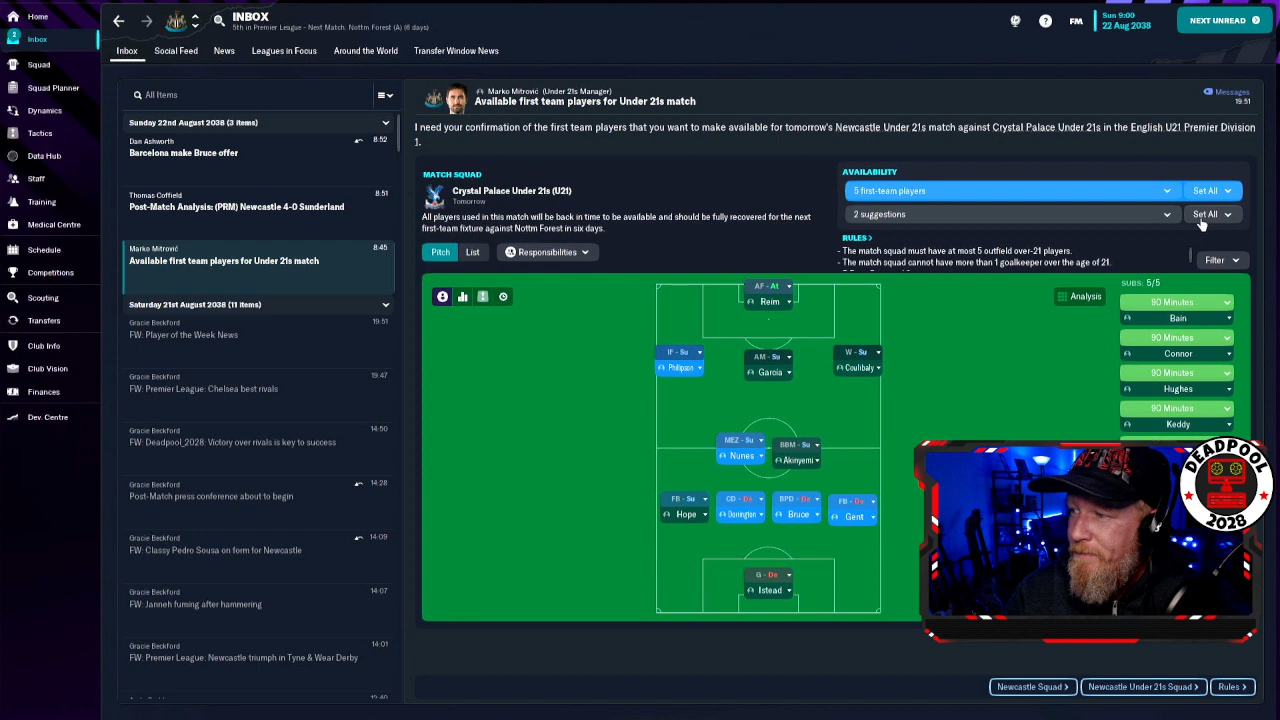 Home
2
Inbox
Squad
Squad Planner
Dynamics
Tactics
Data Hub
Staff
Training
Medical Centre
Schedule
Competitions
Scouting
Transfers
Club Info
Club Vision
Finances
Dev. Centre
INBOX
5th in Premier League - Next Match: Nottm Forest (A) (6 days)
FM
Sun 9:00
22 Aug 2038
NEXT UNREAD
Inbox
Social Feed
News
Leagues in Focus
Around the World
Transfer Window News
All Items
Sunday 22nd August 2038 (3 Items)
Dan Ashworth
8:52
Barcelona make Bruce offer
Thomas Coffield
8:51
Post-Match Analysis: (PRM) Newcastle 4-0 Sunderland
Marko Mitrović
8:45
Available first team players for Under 21s match
Saturday 21st August 2038 (11 Items)
Gracie Beckford
19:51
FW: Player of the Week News
Gracie Beckford
19:47
FW: Premier League: Chelsea best rivals
Gracie Beckford
14:50
FW: Deadpool_2028: Victory over rivals is key to success
Gracie Beckford
14:28
Post-Match press conference about to begin
Gracie Beckford
14:09
FW: Classy Pedro Sousa on form for Newcastle
Gracie Beckford
14:07
FW: Janneh fuming after hammering
Gracie Beckford
14:01
FW: Premier League: Newcastle triumph in Tyne & Wear Derby
Marko Mitrović (Under 21s Manager)
Available first team players for Under 21s match
Messages
19:51
I need your confirmation of the first team players that you want to make available for tomorrow's Newcastle Under 21s match against Crystal Palace Under 21s in the English U21 Premier Division
1.
MATCH SQUAD
Crystal Palace Under 21s (U21)
Tomorrow
All players used in this match will be back in time to be available and should be fully recovered for the next
first-team fixture against Nottm Forest in six days.
AVAILABILITY
5 first-team players
Set All
2 suggestions
Set All
RULES
- The match squad must have at most 5 outfield over-21 players.
- The match squad cannot have more than 1 goalkeeper over the age of 21.
Filter
Pitch
List
Responsibilities
Analysis
SUBS: 5/5
90 Minutes
Bain
90 Minutes
Connor
90 Minutes
Hughes
90 Minutes
Keddy
AF - At
Reim
IF - Su
Philipson
AM - Su
García
W - Su
Coulibaly
MEZ - Su
Nunes
BBM - Su
Akinyemi
FB - Su
Hope
CD - De
Dorrington
BPD - De
Bruce
FB - De
Gent
G - De
Istead
DEADPOOL
2028
Newcastle Squad
Newcastle Under 21s Squad
Rules